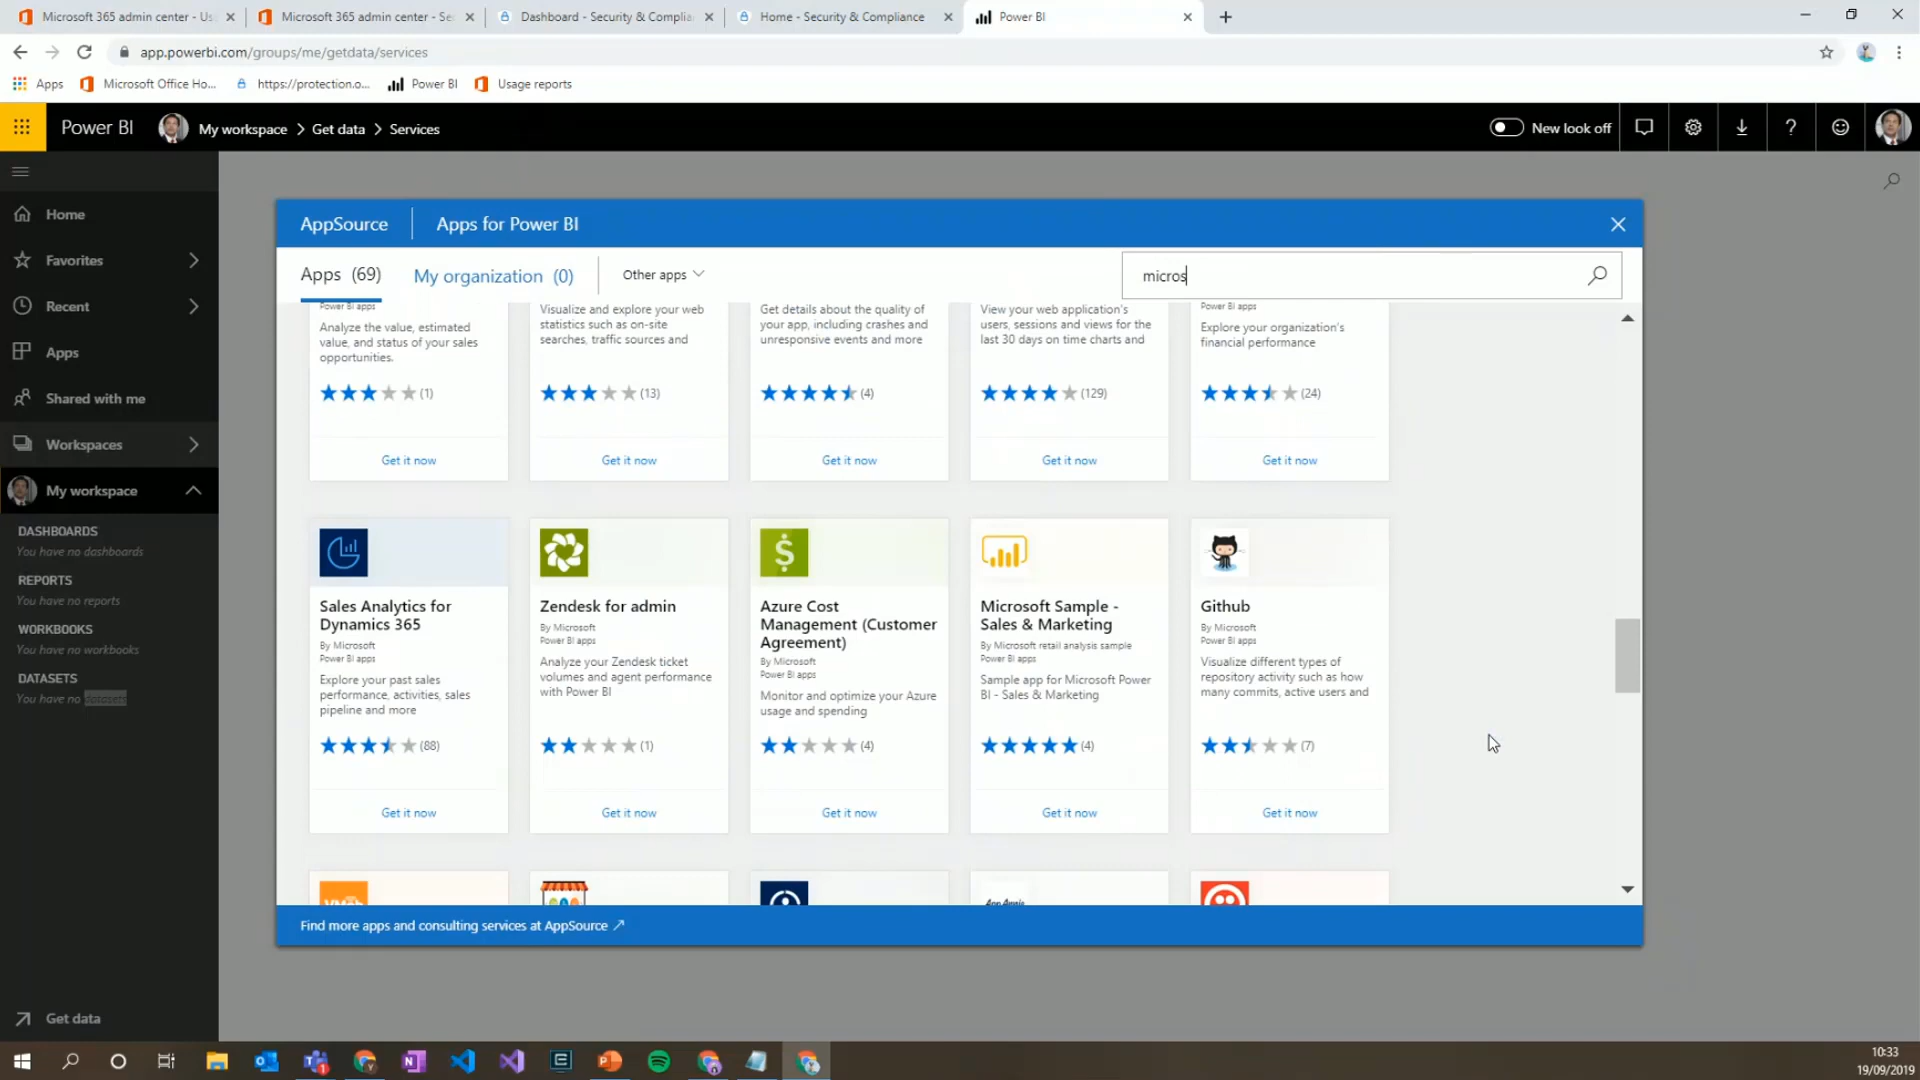 Microsoft 365 admin center - Us
Microsoft 365 admin center - Se
Dashboard - Security & Complia
Home - Security & Compliance
Power BI
app.powerbi.com/groups/me/getdata/services
Apps
Microsoft Office Ho...
https://protection.o...
Power BI
Usage reports
Power BI
My workspace > Get data > Services
New look off
Home
Favorites
Recent
Apps
Shared with me
Workspaces
My workspace
DASHBOARDS
You have no dashboards
REPORTS
You have no reports
WORKBOOKS
You have no workbooks
DATASETS
You have no datasets
Get data
AppSource
Apps for Power BI
Apps (69)
My organization (0)
Other apps
micros
Power BI apps
Analyze the value, estimated
value, and status of your sales
opportunities.
(1)
Get it now
Visualize and explore your web
statistics such as on-site
searches, traffic sources and
(13)
Get it now
Get details about the quality of
your app, including crashes and
unresponsive events and more
(4)
Get it now
View your web application's
users, sessions and views for the
last 30 days on time charts and
(129)
Get it now
Power BI apps
Explore your organization's
financial performance
(24)
Get it now
Sales Analytics for
Dynamics 365
By Microsoft
Power BI apps
Explore your past sales
performance, activities, sales
pipeline and more
(88)
Get it now
Zendesk for admin
By Microsoft
Power BI apps
Analyze your Zendesk ticket
volumes and agent performance
with Power BI
(1)
Get it now
Azure Cost
Management (Customer
Agreement)
By Microsoft
Power BI apps
Monitor and optimize your Azure
usage and spending
(4)
Get it now
Microsoft Sample -
Sales & Marketing
By Microsoft retail analysis sample
Power BI apps
Sample app for Microsoft Power
BI - Sales & Marketing
(4)
Get it now
Github
By Microsoft
Power BI apps
Visualize different types of
repository activity such as how
many commits, active users and
(7)
Get it now
App Annie
Find more apps and consulting services at AppSource
10:33
19/09/2019